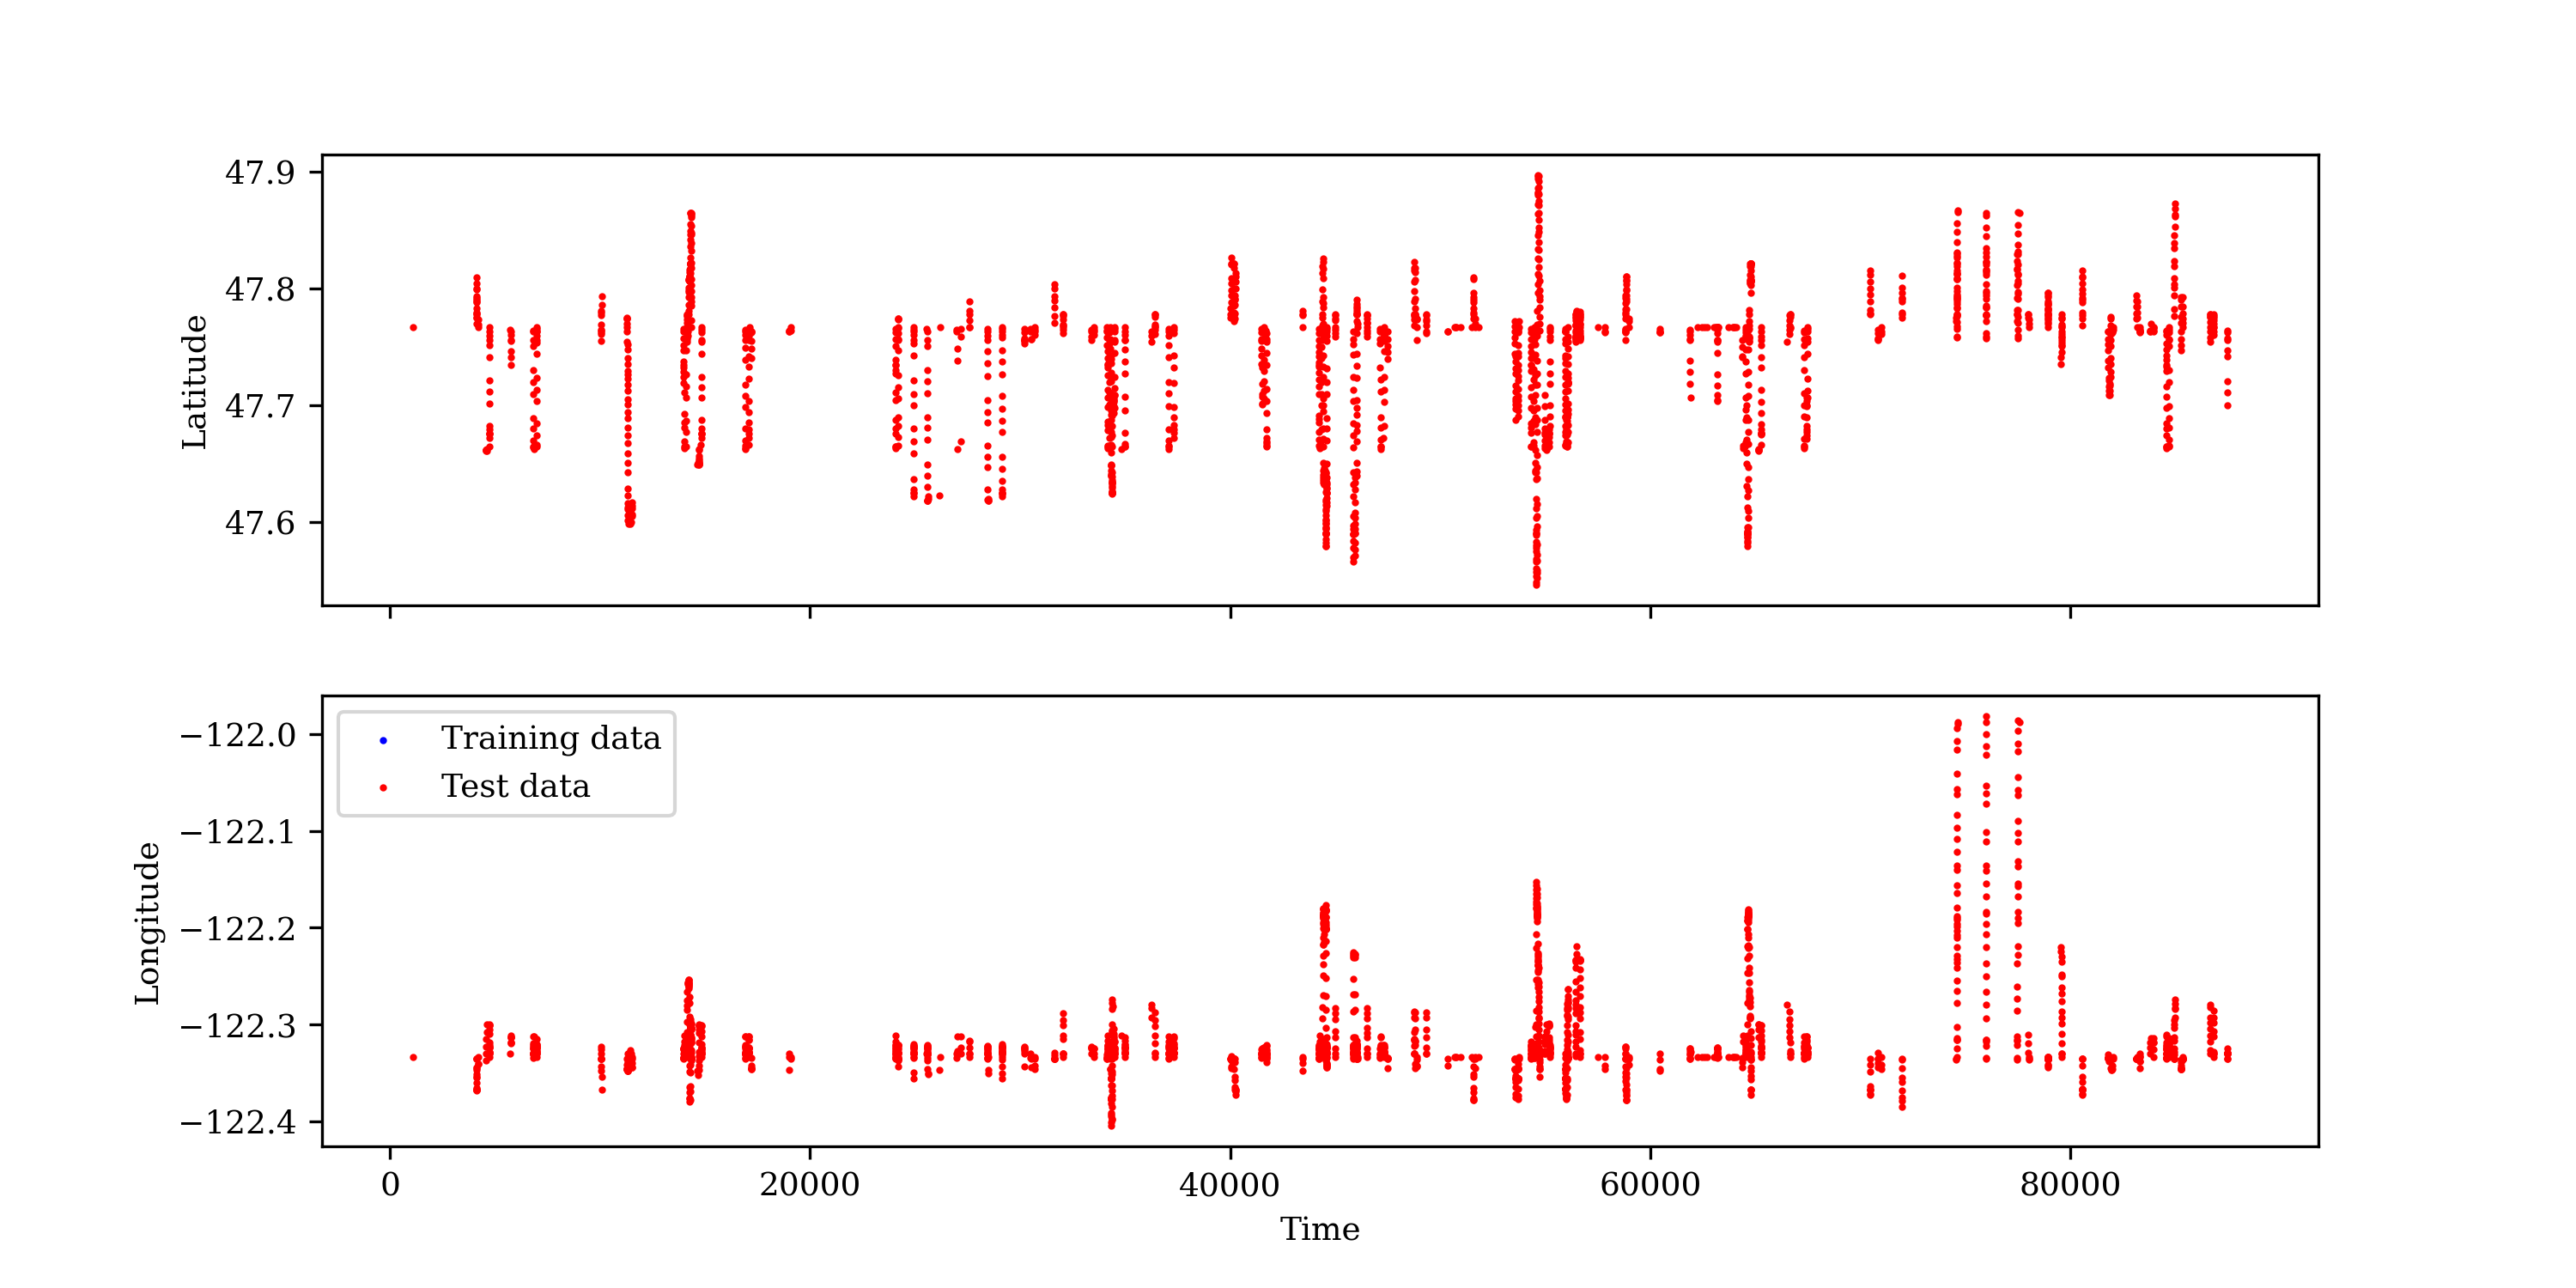 47.9
47.8
47.7
47.6
Latitude
−122.0
−122.1
−122.2
−122.3
−122.4
Longitude
Training data
Test data
0 20000 40000 60000 80000
Time